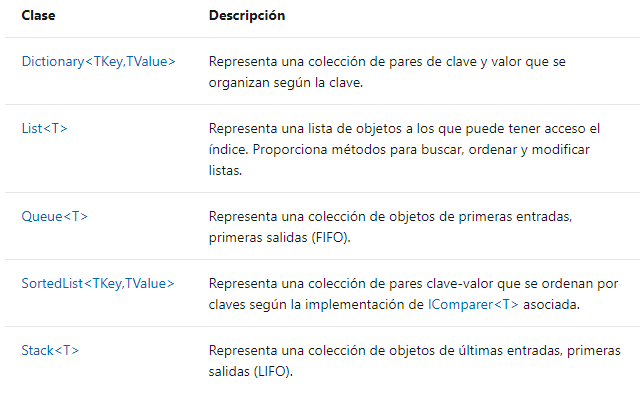 Clase Descripción
Dictionary<TKey,TValue> Representa una colección de pares de clave y valor que se
organizan según la clave.
List<T> Representa una lista de objetos a los que puede tener acceso el
índice. Proporciona métodos para buscar, ordenar y modificar
listas.
Queue<T> Representa una colección de objetos de primeras entradas,
primeras salidas (FIFO).
SortedList<TKey,TValue> Representa una colección de pares clave-valor que se ordenan por
claves según la implementación de IComparer<T> asociada.
Stack<T> Representa una colección de objetos de últimas entradas, primeras
salidas (LIFO).